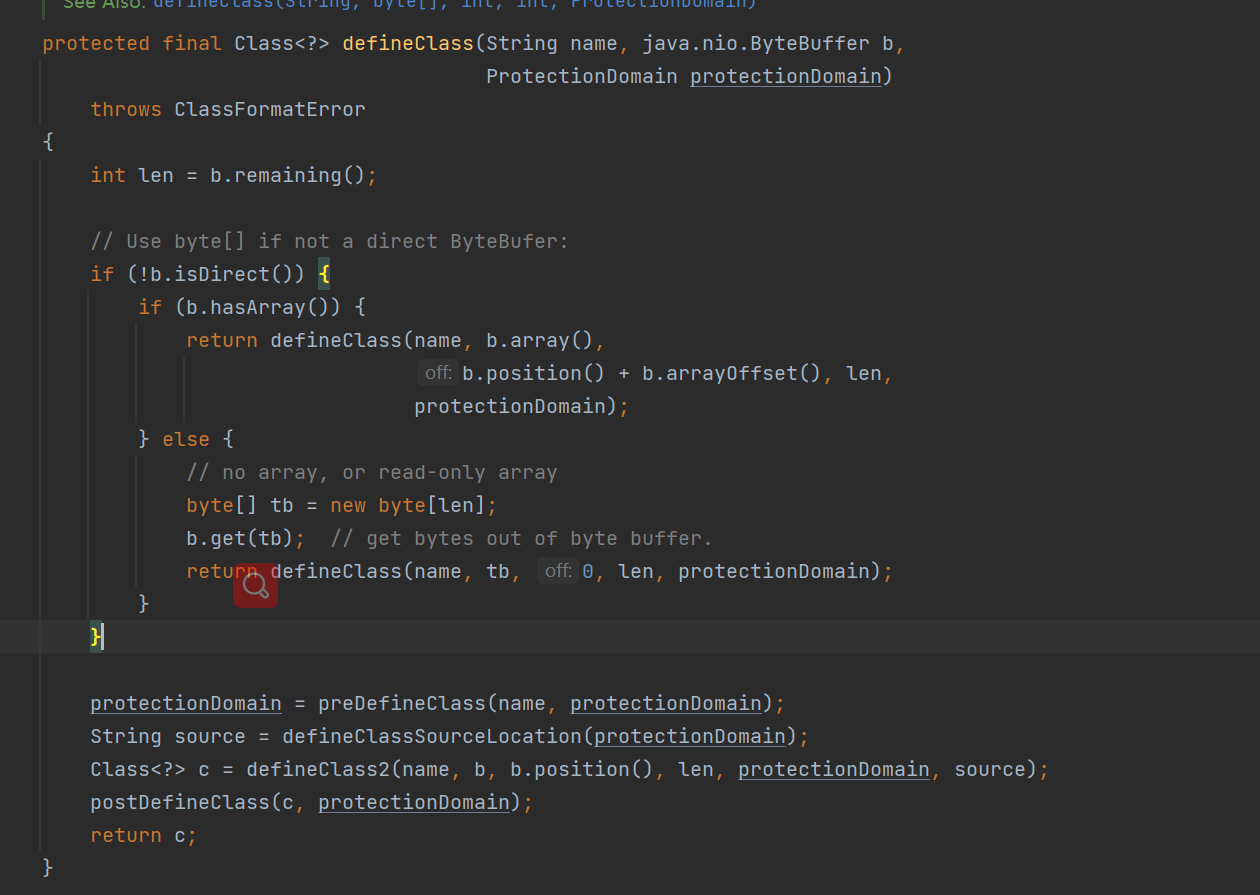 See Also: defineClass(String, byte[], int, int, ProtectionDomain)
protected final Class<?> defineClass(String name, java.nio.ByteBuffer b,
ProtectionDomain protectionDomain)
throws ClassFormatError
{
int len = b.remaining();
// Use byte[] if not a direct ByteBufer:
if (!b.isDirect()) {
if (b.hasArray()) {
return defineClass(name, b.array(),
off: b.position() + b.arrayOffset(), len,
protectionDomain);
} else {
// no array, or read-only array
byte[] tb = new byte[len];
b.get(tb);  // get bytes out of byte buffer.
return defineClass(name, tb, off: 0, len, protectionDomain);
}
}
protectionDomain = preDefineClass(name, protectionDomain);
String source = defineClassSourceLocation(protectionDomain);
Class<?> c = defineClass2(name, b, b.position(), len, protectionDomain, source);
postDefineClass(c, protectionDomain);
return c;
}